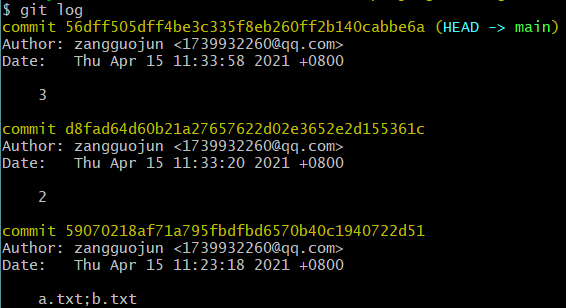 $ git log
commit 56dff505dff4be3c335f8eb260ff2b140cabbe6a (HEAD -> main)
Author: zangguojun <1739932260@qq.com>
Date:   Thu Apr 15 11:33:58 2021 +0800
3
commit d8fad64d60b21a27657622d02e3652e2d155361c
Author: zangguojun <1739932260@qq.com>
Date:   Thu Apr 15 11:33:20 2021 +0800
2
commit 59070218af71a795fbdfbd6570b40c1940722d51
Author: zangguojun <1739932260@qq.com>
Date:   Thu Apr 15 11:23:18 2021 +0800
a.txt;b.txt